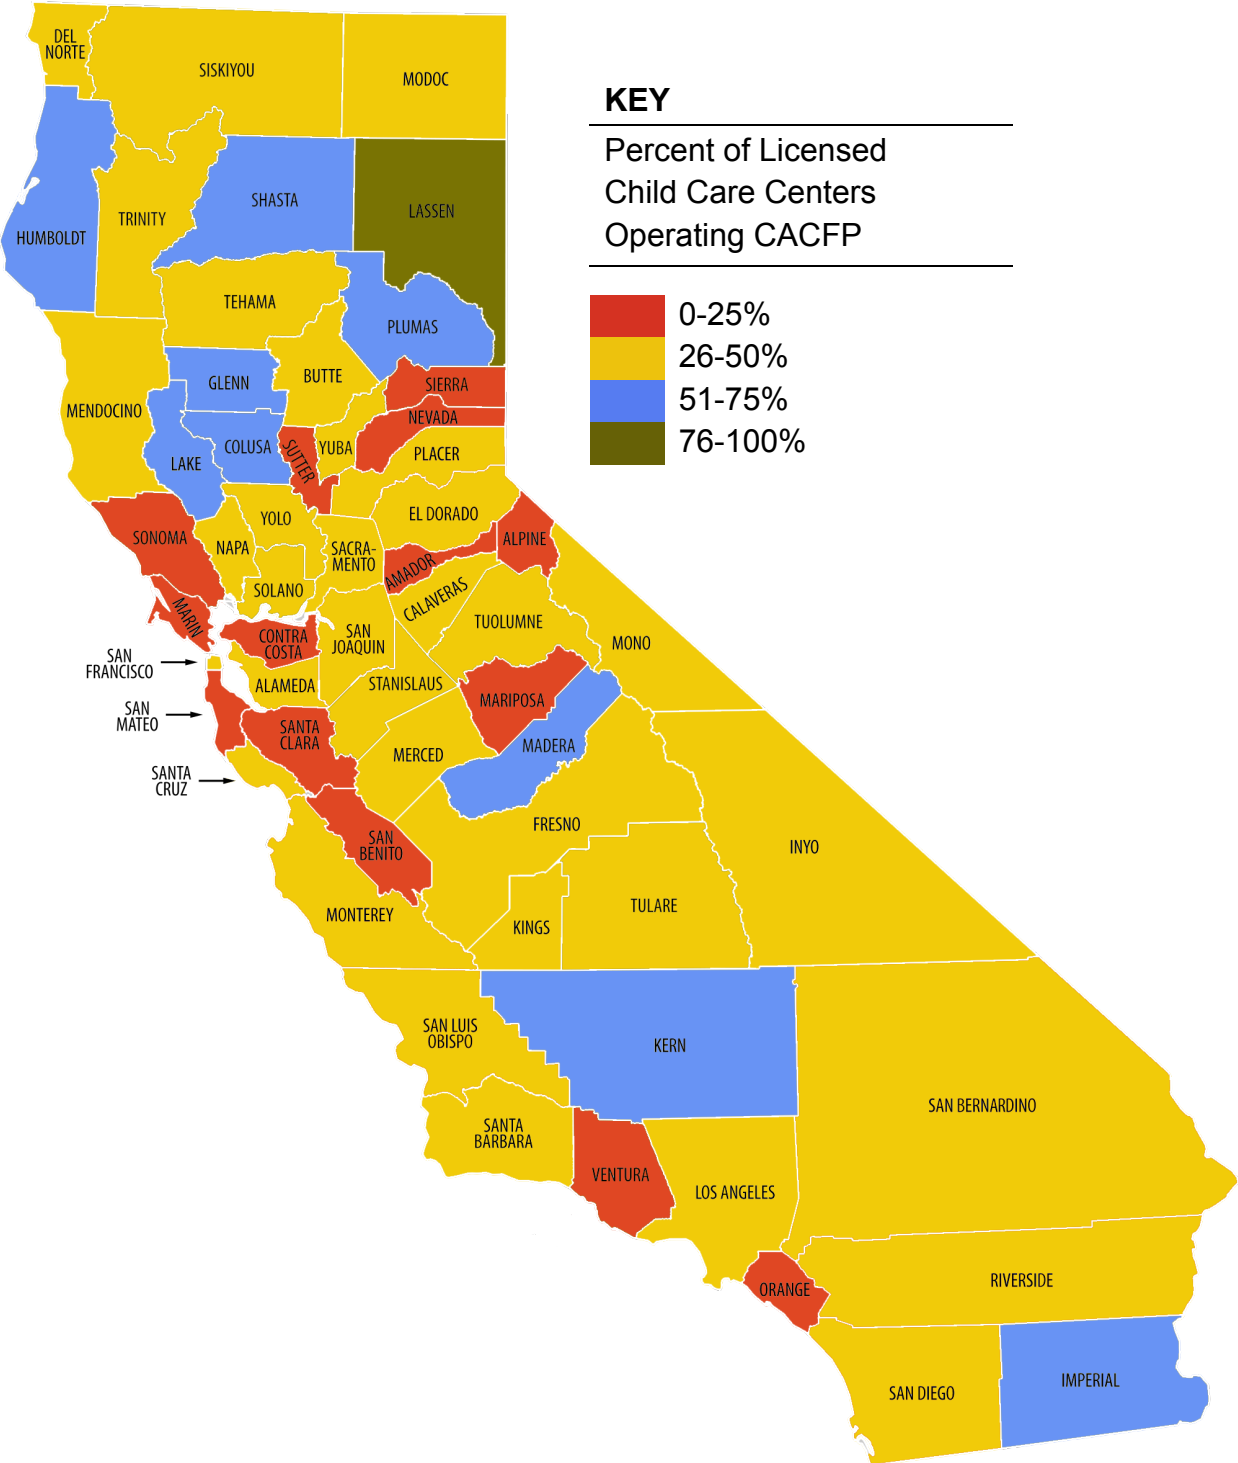 DEL
NORTE
SISKIYOU
MODOC
KEY
Percent of Licensed
Child Care Centers
Operating CACFP
0-25%
26-50%
51-75%
76-100%
HUMBOLDT
TRINITY
SHASTA
LASSEN
TEHAMA
PLUMAS
MENDOCINO
GLENN
BUTTE
SIERRA
NEVADA
LAKE
COLUSA
SUTTER
YUBA
PLACER
SONOMA
NAPA
YOLO
SACRA-
MENTO
EL DORADO
ALPINE
AMADOR
SOLANO
CALAVERAS
MARIN
CONTRA
COSTA
SAN
JOAQUIN
TUOLUMNE
MONO
SAN
FRANCISCO
ALAMEDA
STANISLAUS
MARIPOSA
SAN
MATEO
SANTA
CLARA
MERCED
MADERA
SANTA
CRUZ
SAN
BENITO
FRESNO
INYO
MONTEREY
KINGS
TULARE
SAN LUIS
OBISPO
KERN
SAN BERNARDINO
SANTA
BARBARA
VENTURA
LOS ANGELES
ORANGE
RIVERSIDE
SAN DIEGO
IMPERIAL